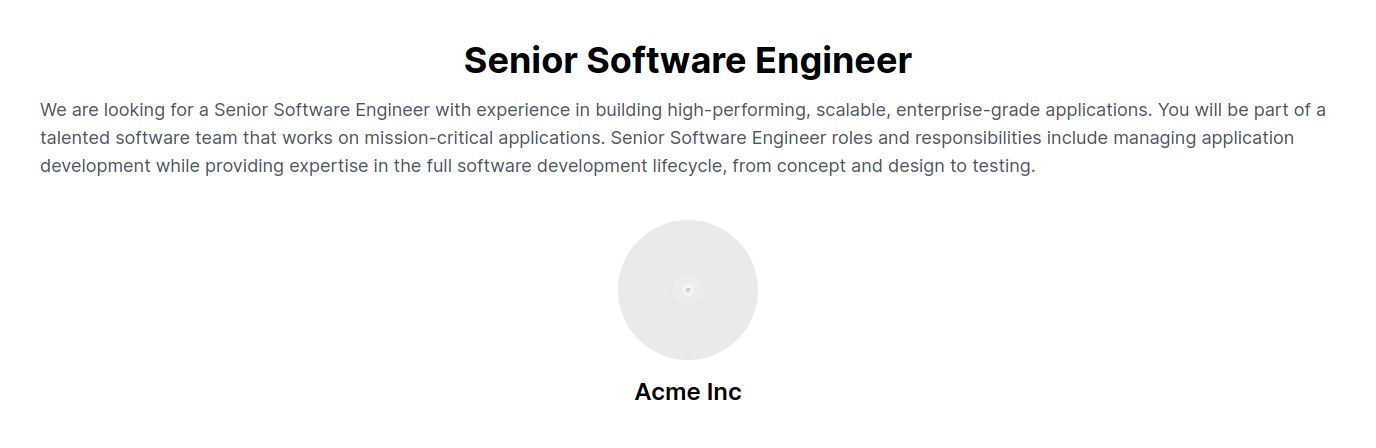 Senior Software Engineer
We are looking for a Senior Software Engineer with experience in building high-performing, scalable, enterprise-grade applications. You will be part of a
talented software team that works on mission-critical applications. Senior Software Engineer roles and responsibilities include managing application
development while providing expertise in the full software development lifecycle, from concept and design to testing.
Acme Inc